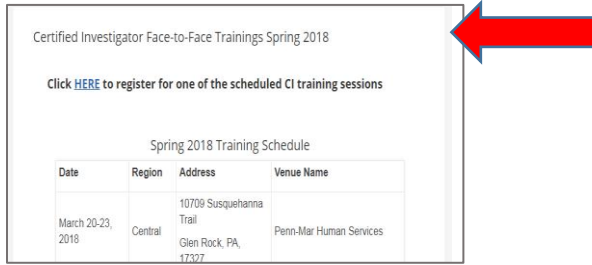 Certified Investigator Face-to-Face Trainings Spring 2018
Click HERE to register for one of the scheduled CI training sessions
Spring 2018 Training Schedule
Date Region Address Venue Name
10709 Susquehanna
Trail
March 20-23,
2018 Central Penn-Mar Human Services
Glen Rock, PA,
17327